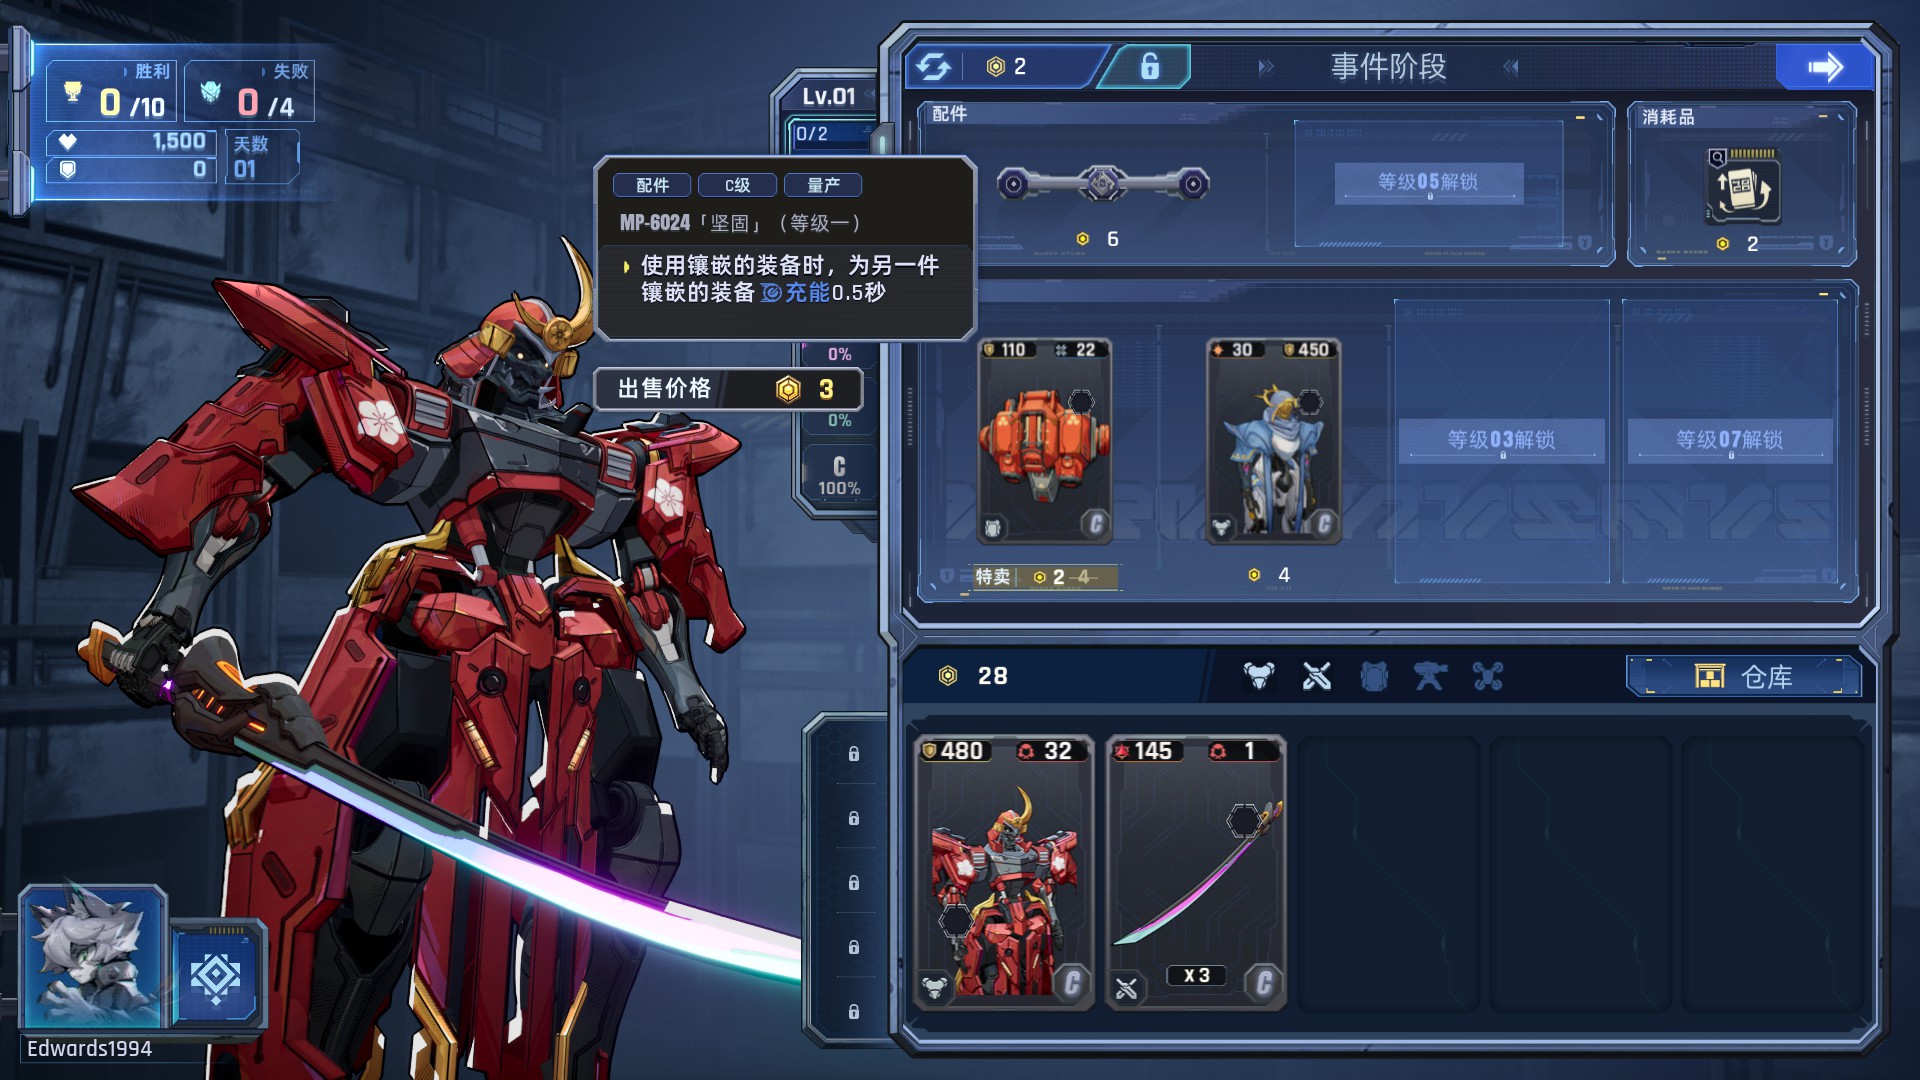 胜利
0/10
失败
0/4
1,500
0
天数
01
Lv.01
0/2
配件
C级
量产
MP-6024「坚固」（等级一）
使用镶嵌的装备时，为另一件
镶嵌的装备充能0.5秒
0%
出售价格
3
0%
C
100%
2
事件阶段
配件
6
等级05解锁
消耗品
2
110
22
C
特卖
2
4
30
450
C
4
等级03解锁
等级07解锁
28
仓库
480
32
C
145
1
X3
C
Edwards1994